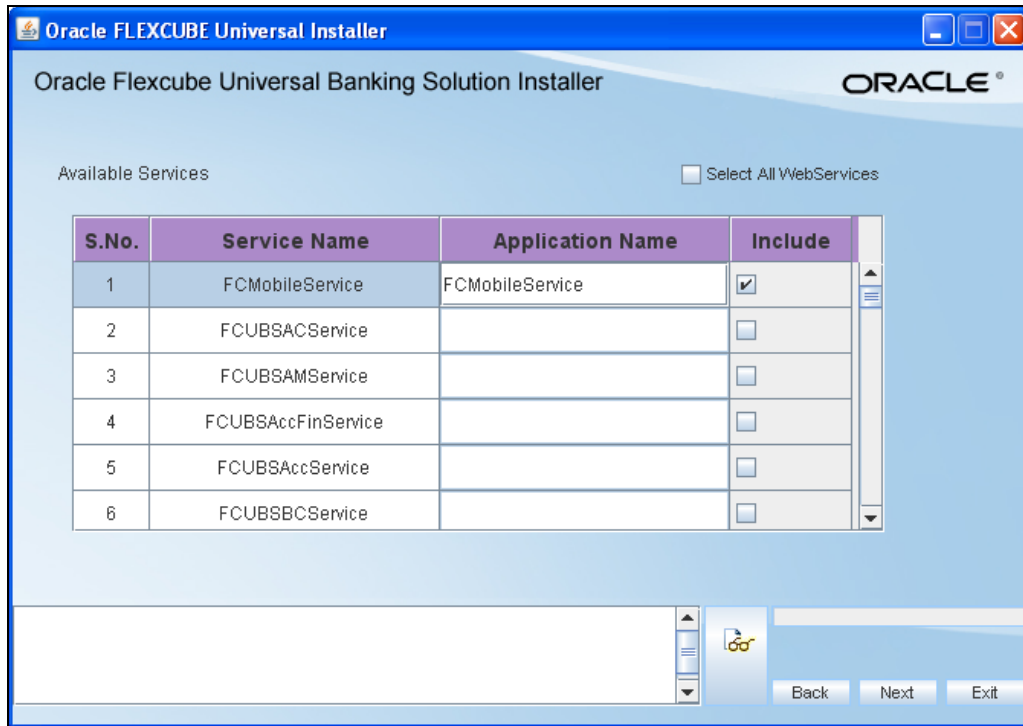 Oracle FLEXCUBE Universal Installer
Oracle Flexcube Universal Banking Solution Installer
ORACLE®
Available Services
Select All WebServices
S.No. Service Name Application Name Include
1 FCMobileService FCMobileService
2 FCUBSACService
3 FCUBSAMService
4 FCUBSAccFinService
5 FCUBSAccService
6 FCUBSBCService
Back Next Exit